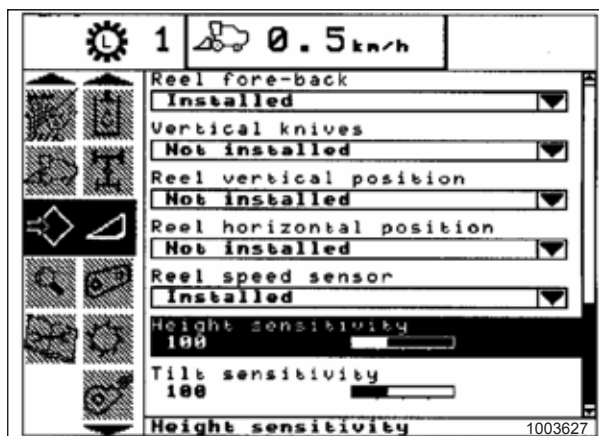 L 1 0.5km/h
Reel fore-back
Installed
Vertical knives
Not installed
Reel vertical position
Not installed
Reel horizontal position
Not installed
Reel speed sensor
Installed
Height sensitivity
100
Tilt sensitivity
100
Height sensitivity
1003627